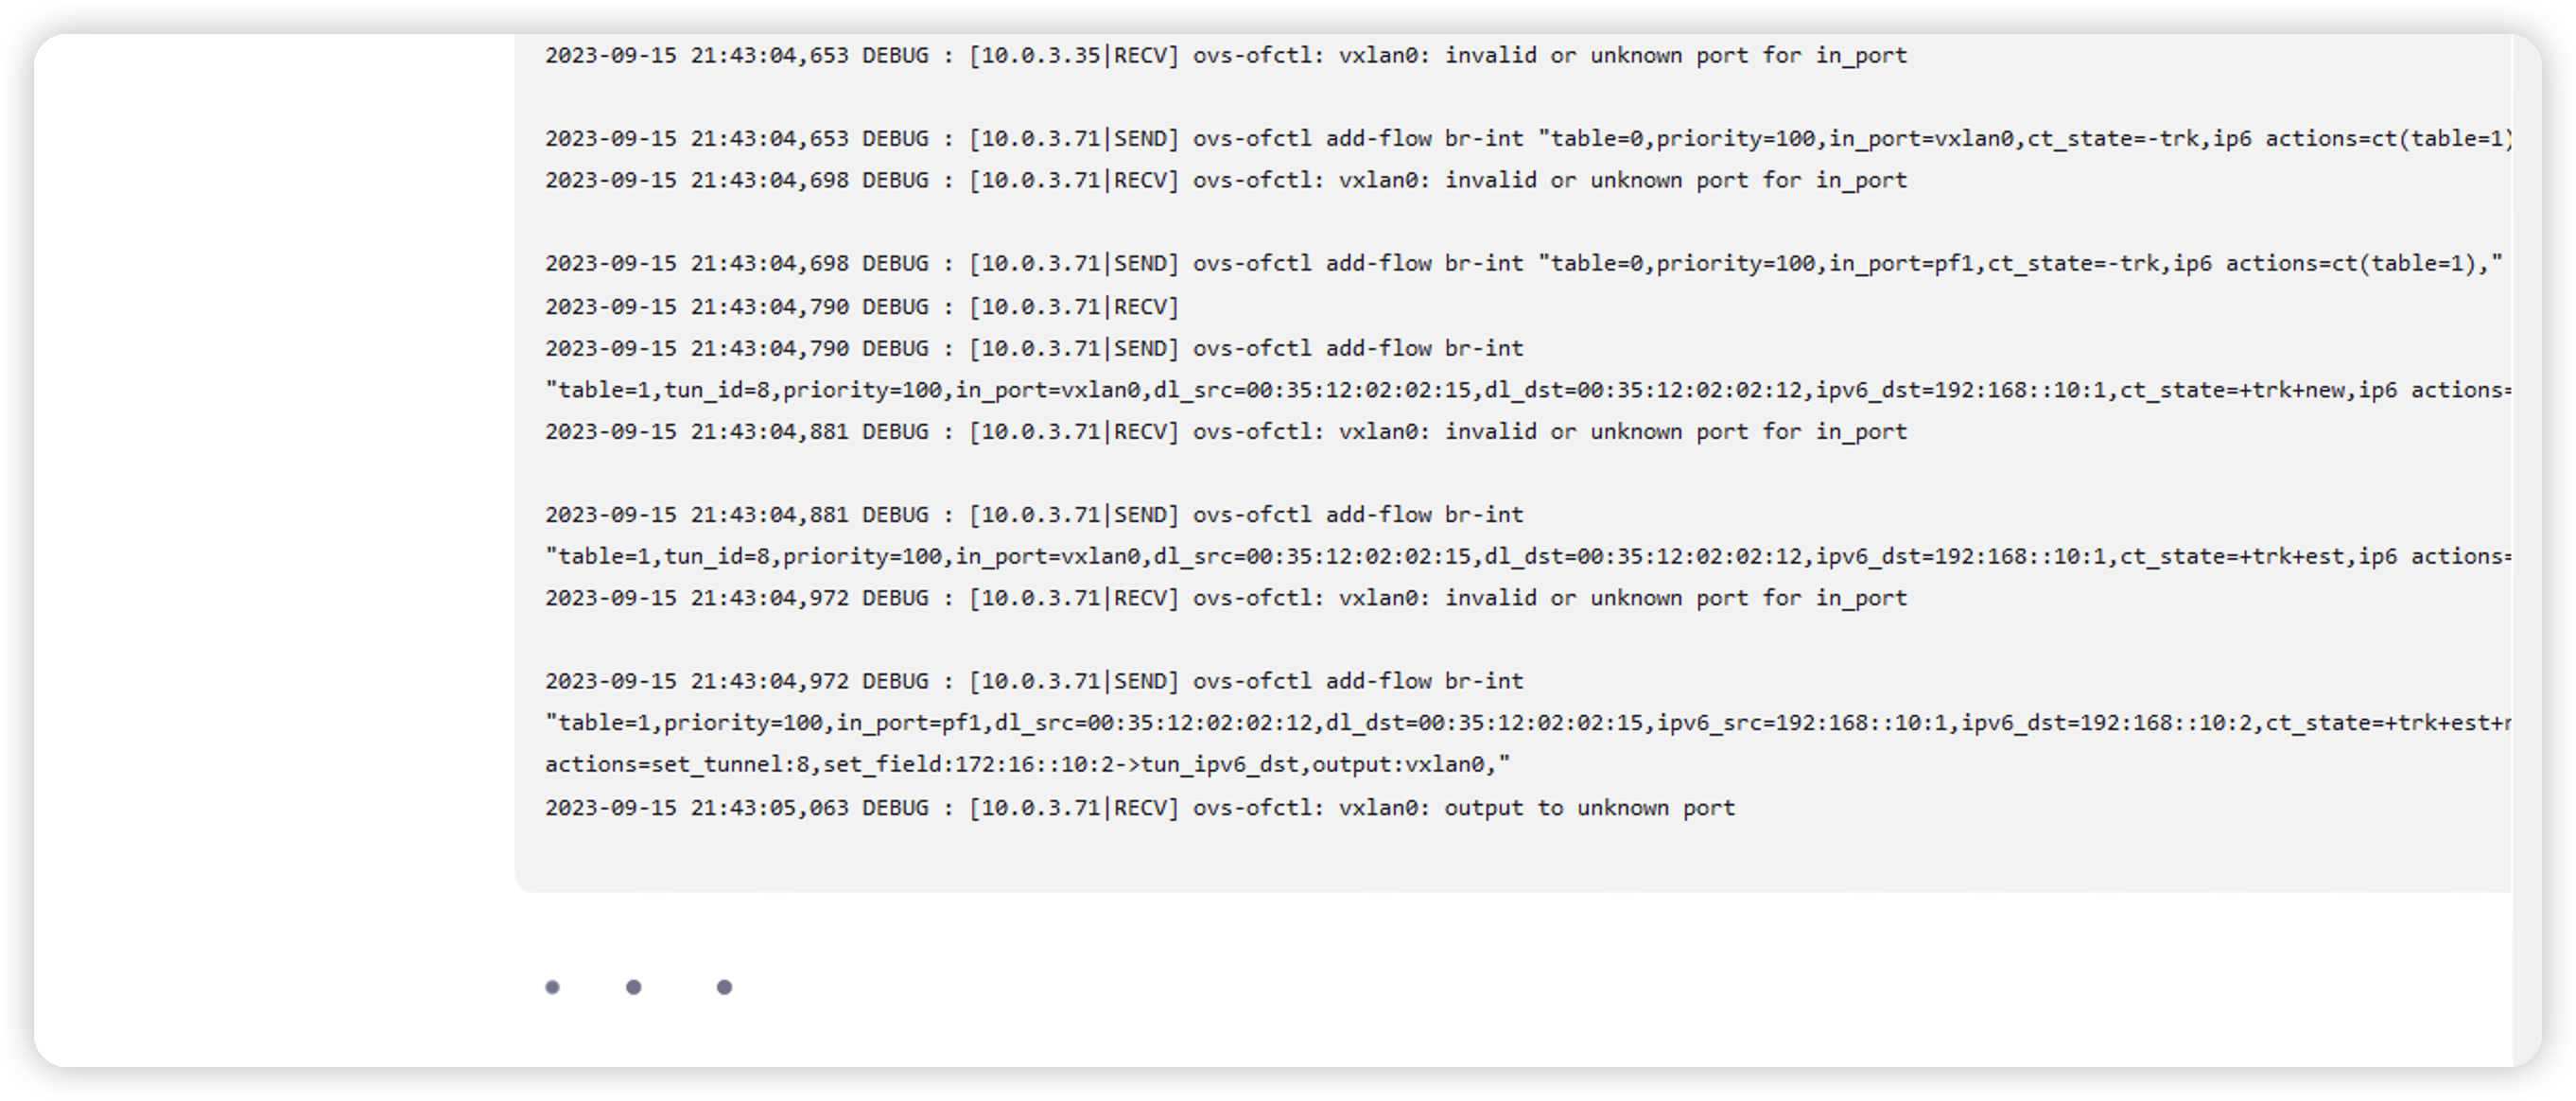 2023-09-15 21:43:04,653 DEBUG : [10.0.3.35|RECV] ovs-ofctl: vxlan0: invalid or unknown port for in_port
2023-09-15 21:43:04,653 DEBUG : [10.0.3.71|SEND] ovs-ofctl add-flow br-int "table=0,priority=100,in_port=vxlan0,ct_state=-trk,ip6 actions=ct(table=1)
2023-09-15 21:43:04,698 DEBUG : [10.0.3.71|RECV] ovs-ofctl: vxlan0: invalid or unknown port for in_port
2023-09-15 21:43:04,698 DEBUG : [10.0.3.71|SEND] ovs-ofctl add-flow br-int "table=0,priority=100,in_port=pf1,ct_state=-trk,ip6 actions=ct(table=1),"
2023-09-15 21:43:04,790 DEBUG : [10.0.3.71|RECV]
2023-09-15 21:43:04,790 DEBUG : [10.0.3.71|SEND] ovs-ofctl add-flow br-int
"table=1,tun_id=8,priority=100,in_port=vxlan0,dl_src=00:35:12:02:02:15,dl_dst=00:35:12:02:02:12,ipv6_dst=192:168::10:1,ct_state=+trk+new,ip6 actions=
2023-09-15 21:43:04,881 DEBUG : [10.0.3.71|RECV] ovs-ofctl: vxlan0: invalid or unknown port for in_port
2023-09-15 21:43:04,881 DEBUG : [10.0.3.71|SEND] ovs-ofctl add-flow br-int
"table=1,tun_id=8,priority=100,in_port=vxlan0,dl_src=00:35:12:02:02:15,dl_dst=00:35:12:02:02:12,ipv6_dst=192:168::10:1,ct_state=+trk+est,ip6 actions=
2023-09-15 21:43:04,972 DEBUG : [10.0.3.71|RECV] ovs-ofctl: vxlan0: invalid or unknown port for in_port
2023-09-15 21:43:04,972 DEBUG : [10.0.3.71|SEND] ovs-ofctl add-flow br-int
"table=1,priority=100,in_port=pf1,dl_src=00:35:12:02:02:12,dl_dst=00:35:12:02:02:15,ipv6_src=192:168::10:1,ipv6_dst=192:168::10:2,ct_state=+trk+est+
actions=set_tunnel:8,set_field:172:16::10:2->tun_ipv6_dst,output:vxlan0,"
2023-09-15 21:43:05,063 DEBUG : [10.0.3.71|RECV] ovs-ofctl: vxlan0: output to unknown port